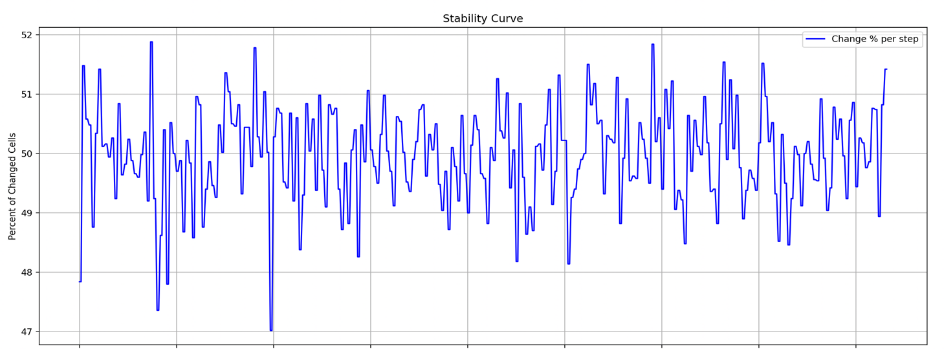 Stability Curve
52
51
50
49
48
47
Percent of Changed Cells
Change % per step